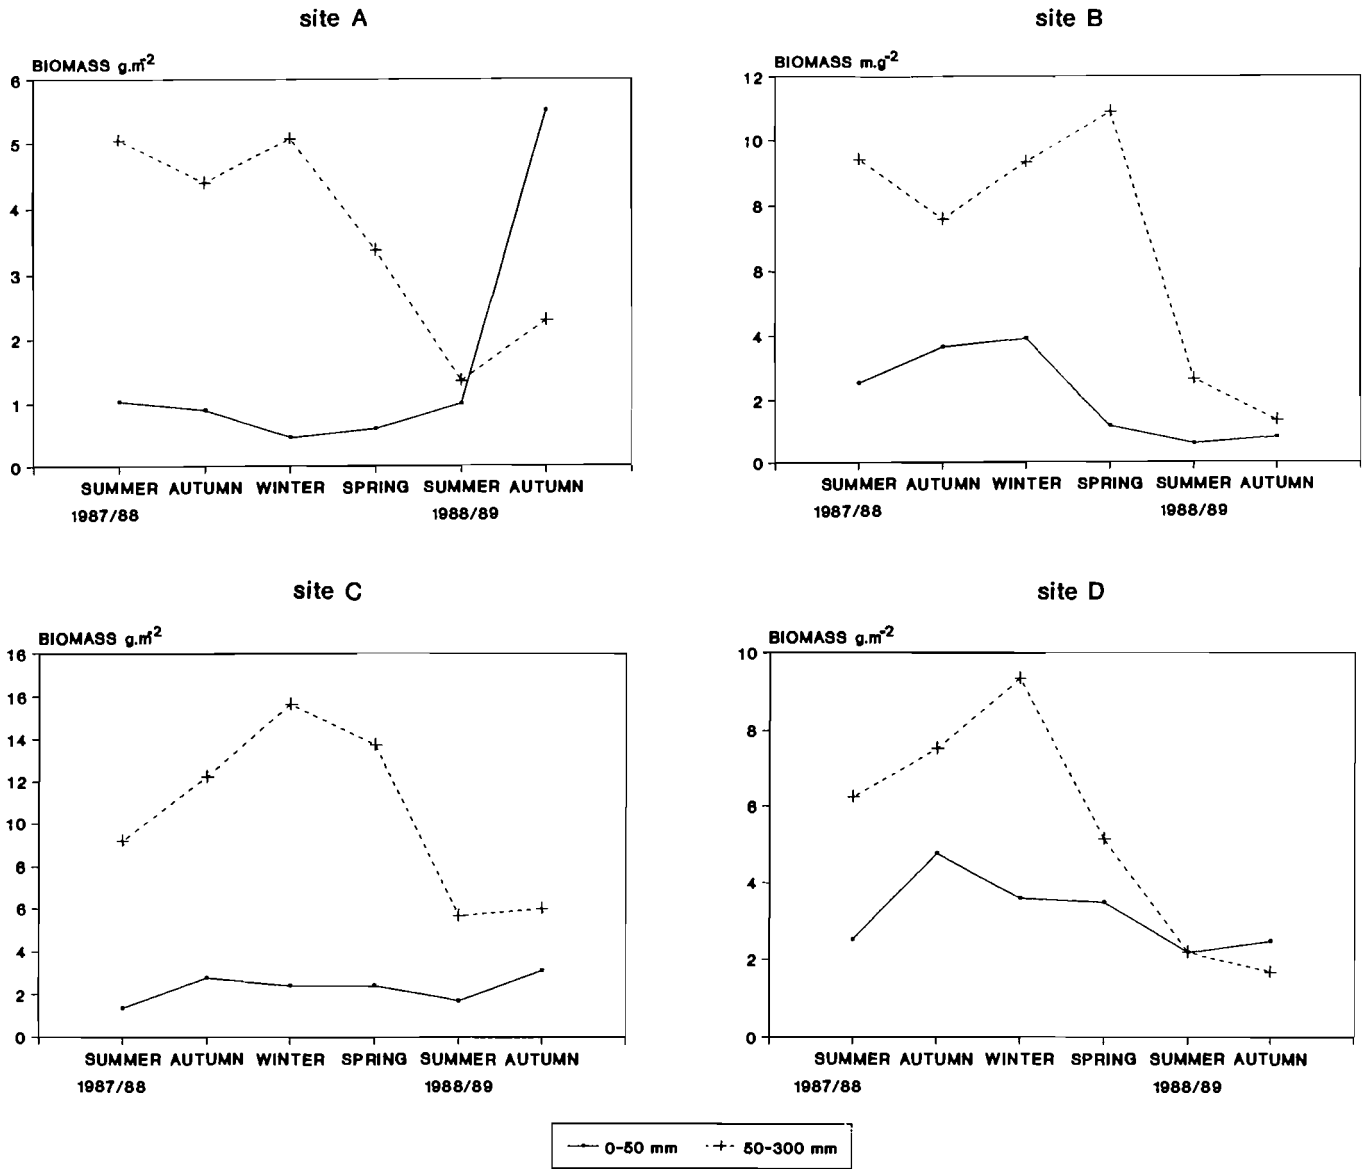 site A
BIOMASS g.m⁻²
6
5
4
3
2
1
0
SUMMER AUTUMN WINTER SPRING SUMMER AUTUMN
1987/88 1988/89
site B
BIOMASS m.g⁻²
12
10
8
8
4
2
0
SUMMER AUTUMN WINTER SPRING SUMMER AUTUMN
1987/88 1988/89
site C
BIOMASS g.m⁻²
16
16
14
12
10
6
6
4
2
0
SUMMER AUTUMN WINTER SPRING SUMMER AUTUMN
1987/88 1988/89
site D
BIOMASS g.m⁻²
10
8
6
4
2
0
SUMMER AUTUMN WINTER SPRING SUMMER AUTUMN
1987/88 1988/89
0-50 mm 50-300 mm